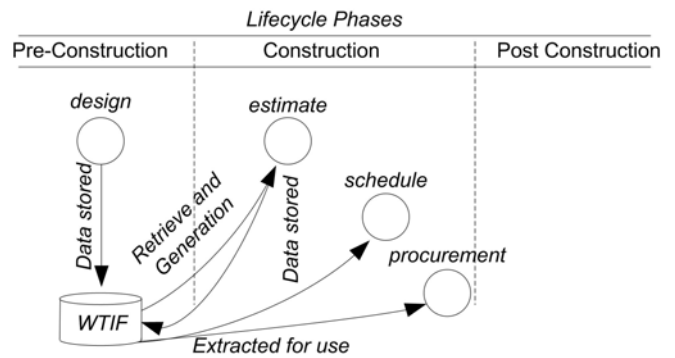 Lifecycle Phases
Pre-Construction Construction Post Construction
design
estimate
Data stored
Retrieve and
Generation
Data stored
schedule
procurement
WTIF
Extracted for use